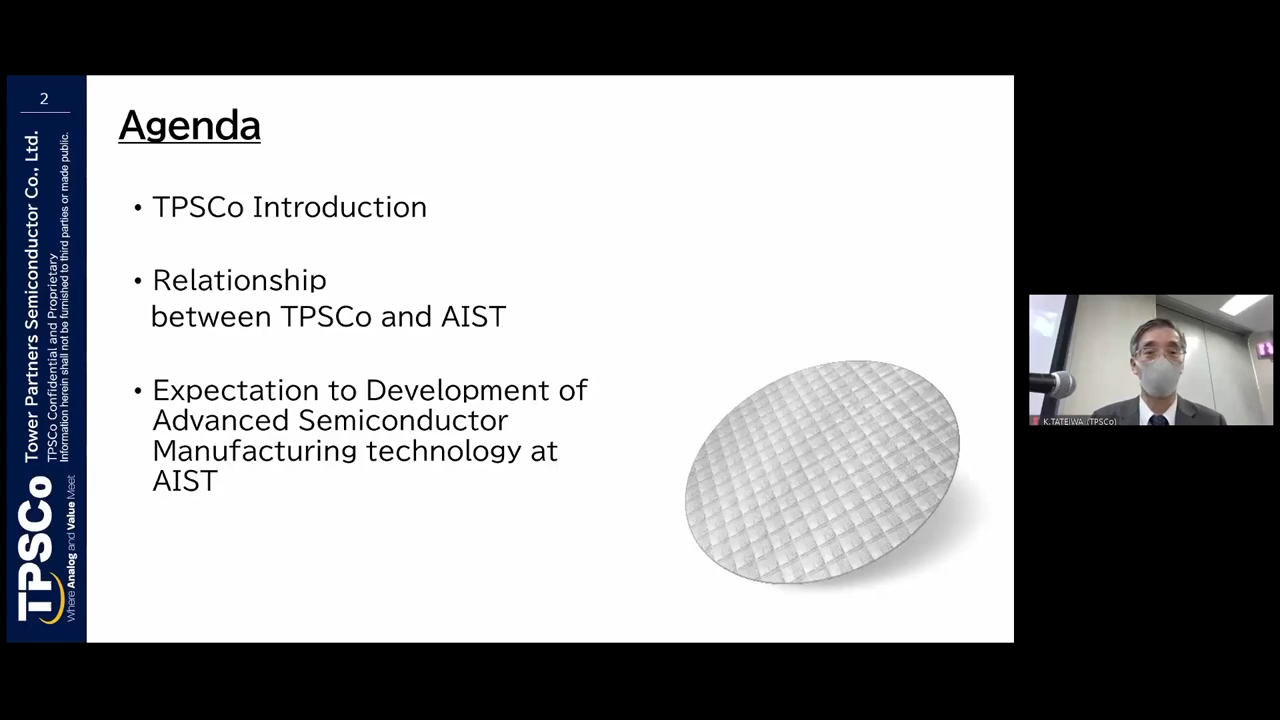 2
Tower Partners Semiconductor Co., Ltd.
TPSCo Confidential and Proprietary
Information herein shall not be furnished to third parties or made public.
TPSCo
Where Analog and Value Meet
Agenda
• TPSCo Introduction
• Relationship
between TPSCo and AIST
• Expectation to Development of
Advanced Semiconductor
Manufacturing technology at
AIST
K.TATEIWA (TPSCo)